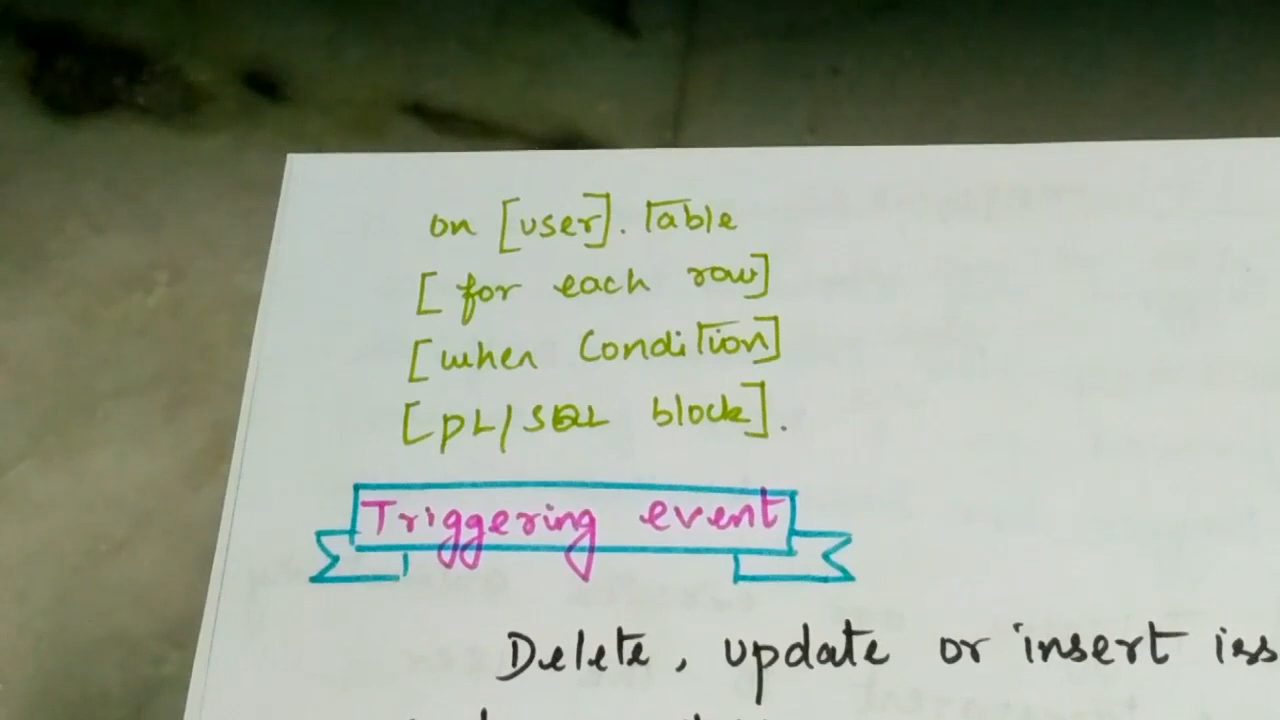 on [user]. Table
[ for each row]
[when Condition]
[PL/SQL block].
Triggering event
Delete, update or insert iss